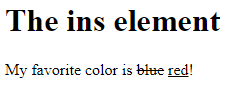 The ins element
My favorite color is blue red!